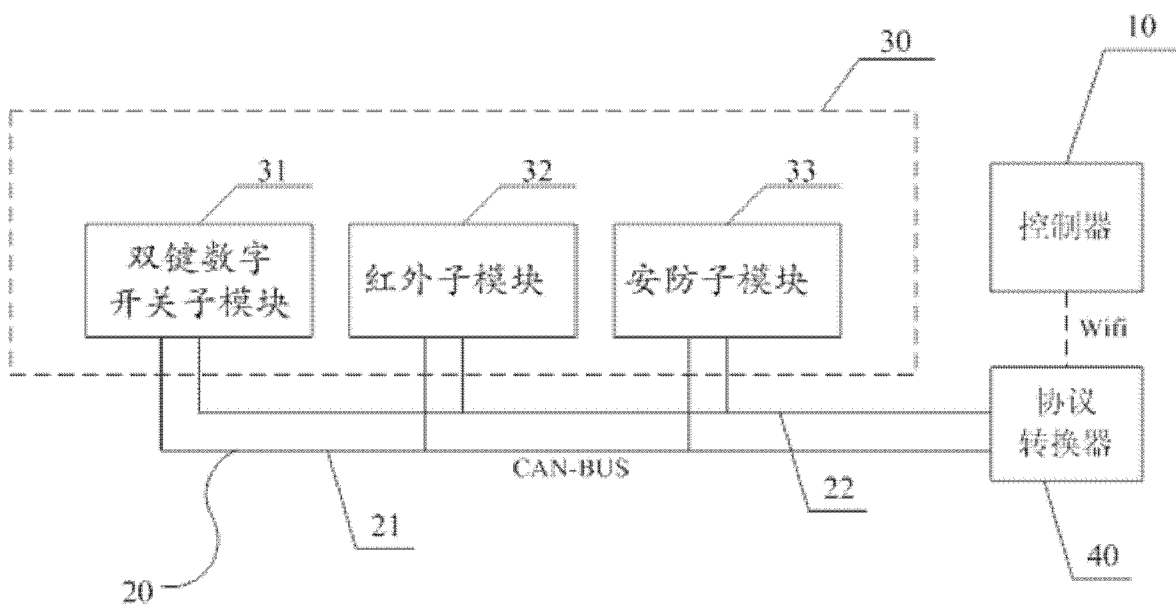 30
10
31
32
33
双键数字
开关子模块
红外子模块
安防子模块
控制器
Wifi
协议
转换器
CAN-BUS
22
21
20
40